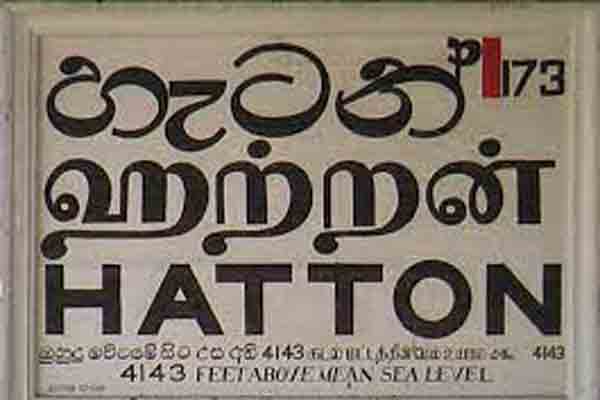 හැටන් 173
ஹற்றன்
HATTON
මුහුදු මට්ටමේ සිට උස අඩි 4143 4143
4143 FEET ABOVE MEAN SEA LEVEL